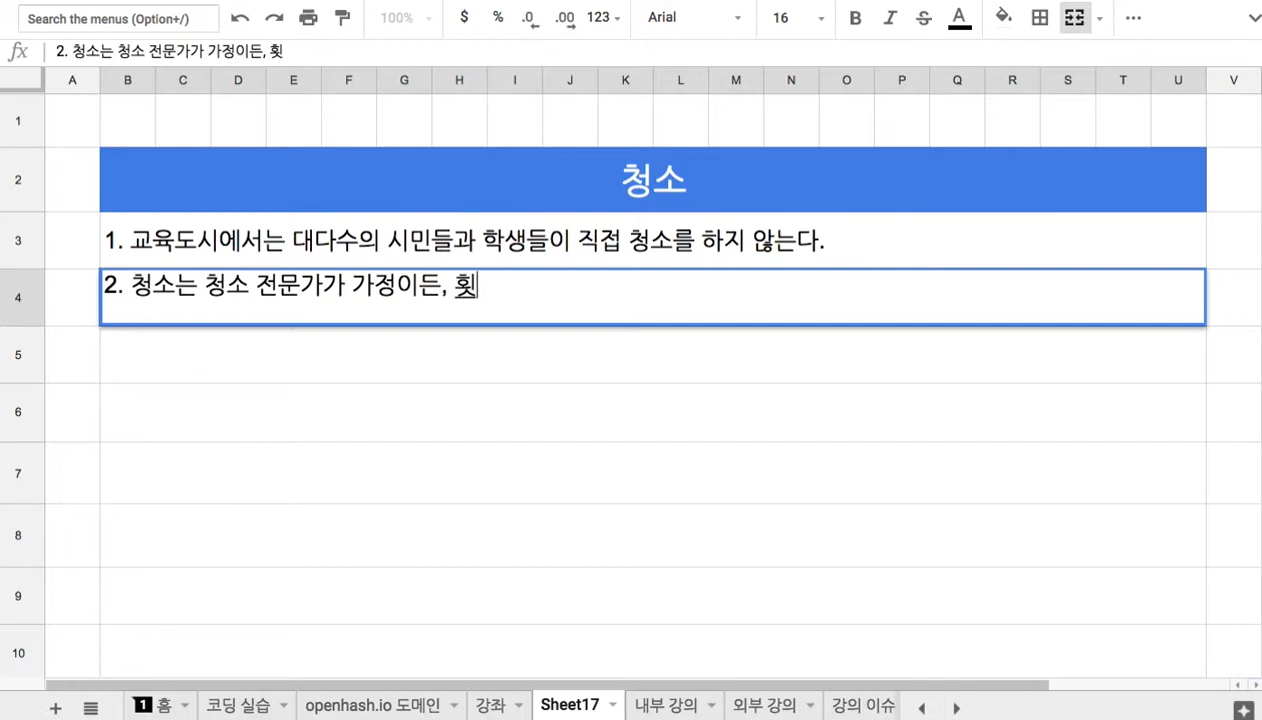 Search the menus (Option+/)
100%
$ % .0 .00 123
Arial
16
B I S A
fx 2. 청소는 청소 전문가가 가정이든, 횟
A B C D E F G H I J K L M N O P Q R S T U V
1
2 청소
3 1. 교육도시에서는 대다수의 시민들과 학생들이 직접 청소를 하지 않는다.
4 2. 청소는 청소 전문가가 가정이든, 횟
5
6
7
8
9
10
1 홈 코딩 실습 openhash.io 도메인 강좌 Sheet17 내부 강의 외부 강의 강의 이슈